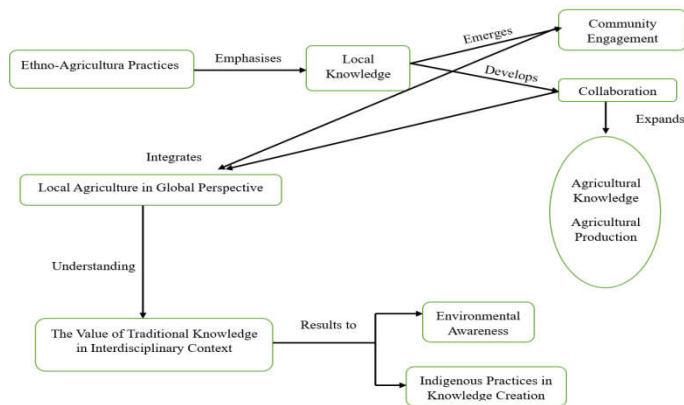 Community
Engagement
Emerges
Ethno-Agricultura Practices
Emphasises
Local
Knowledge
Develops
Collaboration
Expands
Integrates
Local Agriculture in Global Perspective
Agricultural
Knowledge
Agricultural
Production
Understanding
The Value of Traditional Knowledge
in Interdisciplinary Context
Results to
Environmental
Awareness
Indigenous Practices in
Knowledge Creation